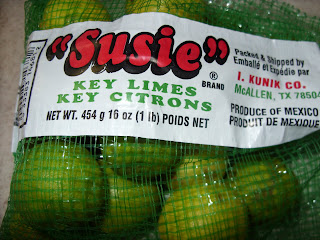 "Susie"
® BRAND
KEY LIMES
KEY CITRONS
NET WT. 454 g 16 oz (1 lb) POIDS NET
Packed & Shipped by
Emballé et Expédie par
I. KUNIK CO.
McALLEN, TX 78504
PRODUCE OF MEXICO
PRODUIT DE MEXIQUE